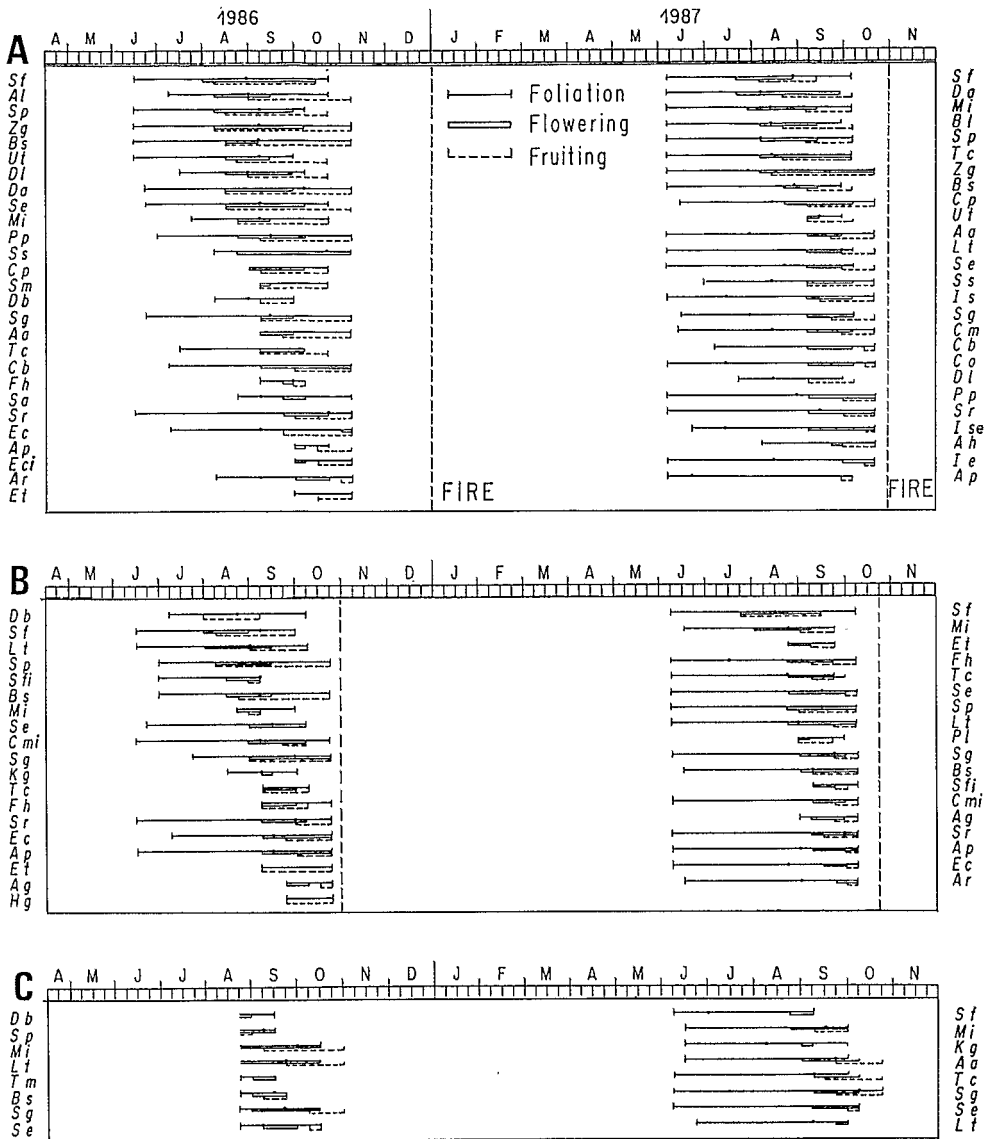 1986 1987
A M J J A S O N D J F M A M J J A S O N
A
Sf
Al
Sp
Zg
Bs
Ut
Dl
Da
Se
Mi
Pp
Ss
Cp
Sm
Db
Sg
Aa
Tc
Cb
Fh
Sa
Sr
Ec
Ap
Eci
Ar
Et
Foliation
Flowering
Fruiting
FIRE
FIRE
Sf
Da
Mi
Bl
Sp
Tc
Zg
Bs
Cp
Ut
Aa
Lt
Se
Ss
Is
Sg
Cm
Cb
Co
Dl
Pp
Sr
Ise
Ah
Ie
Ap
B
A M J J A S O N D J F M A M J J A S O N
Db
Sf
Lt
Sp
Sfi
Bs
Mi
Se
Cmi
Sg
Kg
Tc
Fh
Sr
Ec
Ap
Et
Ag
Hg
Sf
Mi
Et
Fh
Tc
Se
Sp
Lt
Pl
Sg
Bs
Sfi
Cmi
Ag
Sr
Ap
Ec
Ar
C
A M J J A S O N D J F M A M J J A S O N
Db
Sp
Mi
Lt
Tm
Bs
Sg
Se
Sf
Mi
Kg
Aa
Tc
Sg
Se
Lt